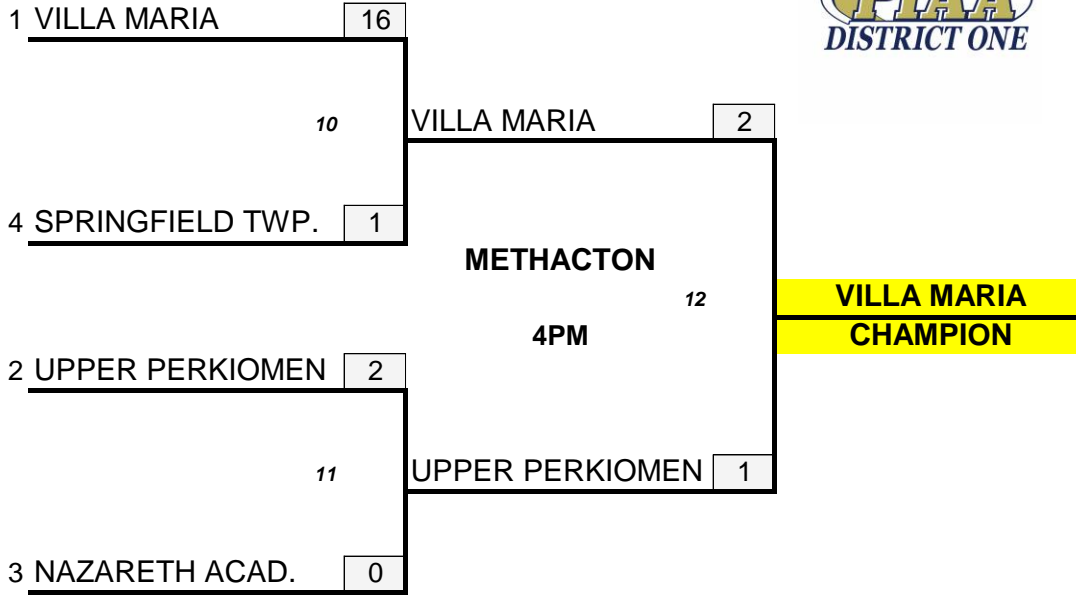 1 VILLA MARIA 16
PIAA
DISTRICT ONE
10 VILLA MARIA 2
4 SPRINGFIELD TWP. 1
METHACTON
12 VILLA MARIA
4PM CHAMPION
2 UPPER PERKIOMEN 2
11 UPPER PERKIOMEN 1
3 NAZARETH ACAD. 0